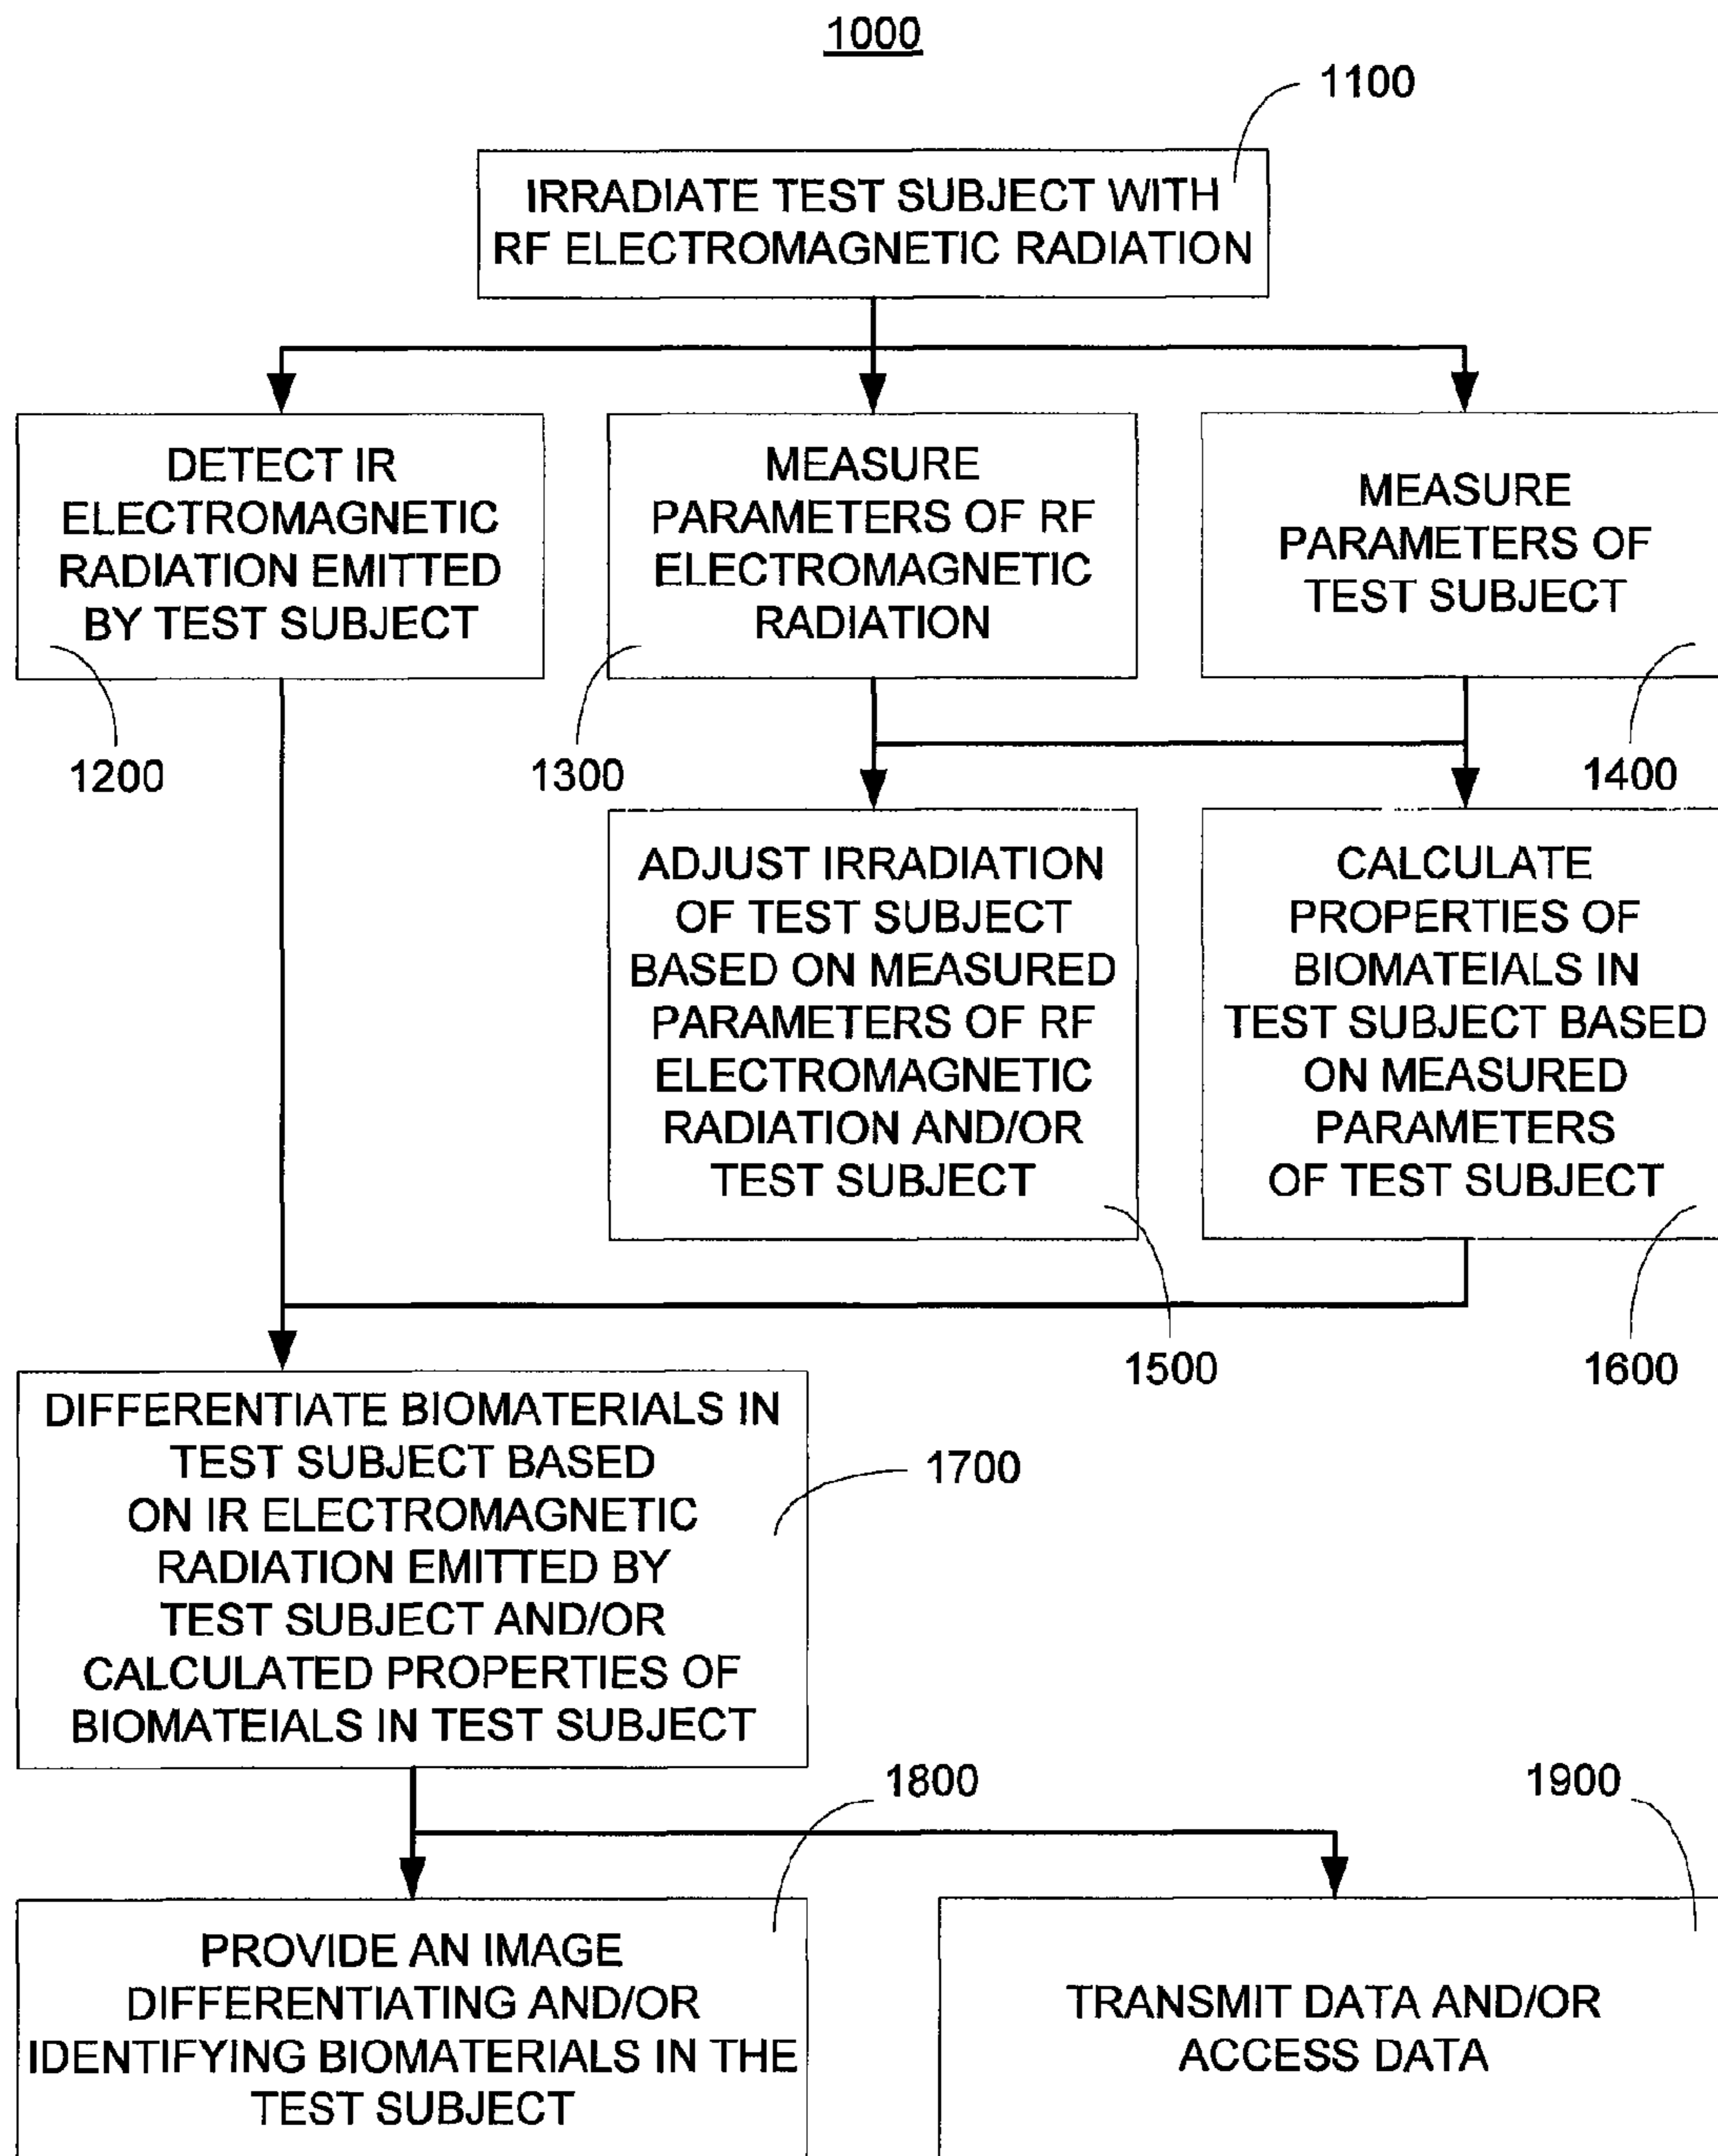 1000
1100
IRRADIATE TEST SUBJECT WITH
RF ELECTROMAGNETIC RADIATION
DETECT IR
ELECTROMAGNETIC
RADIATION EMITTED
BY TEST SUBJECT
MEASURE
PARAMETERS OF RF
ELECTROMAGNETIC
RADIATION
MEASURE
PARAMETERS OF
TEST SUBJECT
1200
1300
1400
ADJUST IRRADIATION
OF TEST SUBJECT
BASED ON MEASURED
PARAMETERS OF RF
ELECTROMAGNETIC
RADIATION AND/OR
TEST SUBJECT
CALCULATE
PROPERTIES OF
BIOMATEIALS IN
TEST SUBJECT BASED
ON MEASURED
PARAMETERS
OF TEST SUBJECT
1500
1600
DIFFERENTIATE BIOMATERIALS IN
TEST SUBJECT BASED
ON IR ELECTROMAGNETIC
RADIATION EMITTED BY
TEST SUBJECT AND/OR
CALCULATED PROPERTIES OF
BIOMATEIALS IN TEST SUBJECT
1700
1800
1900
PROVIDE AN IMAGE
DIFFERENTIATING AND/OR
IDENTIFYING BIOMATERIALS IN THE
TEST SUBJECT
TRANSMIT DATA AND/OR
ACCESS DATA